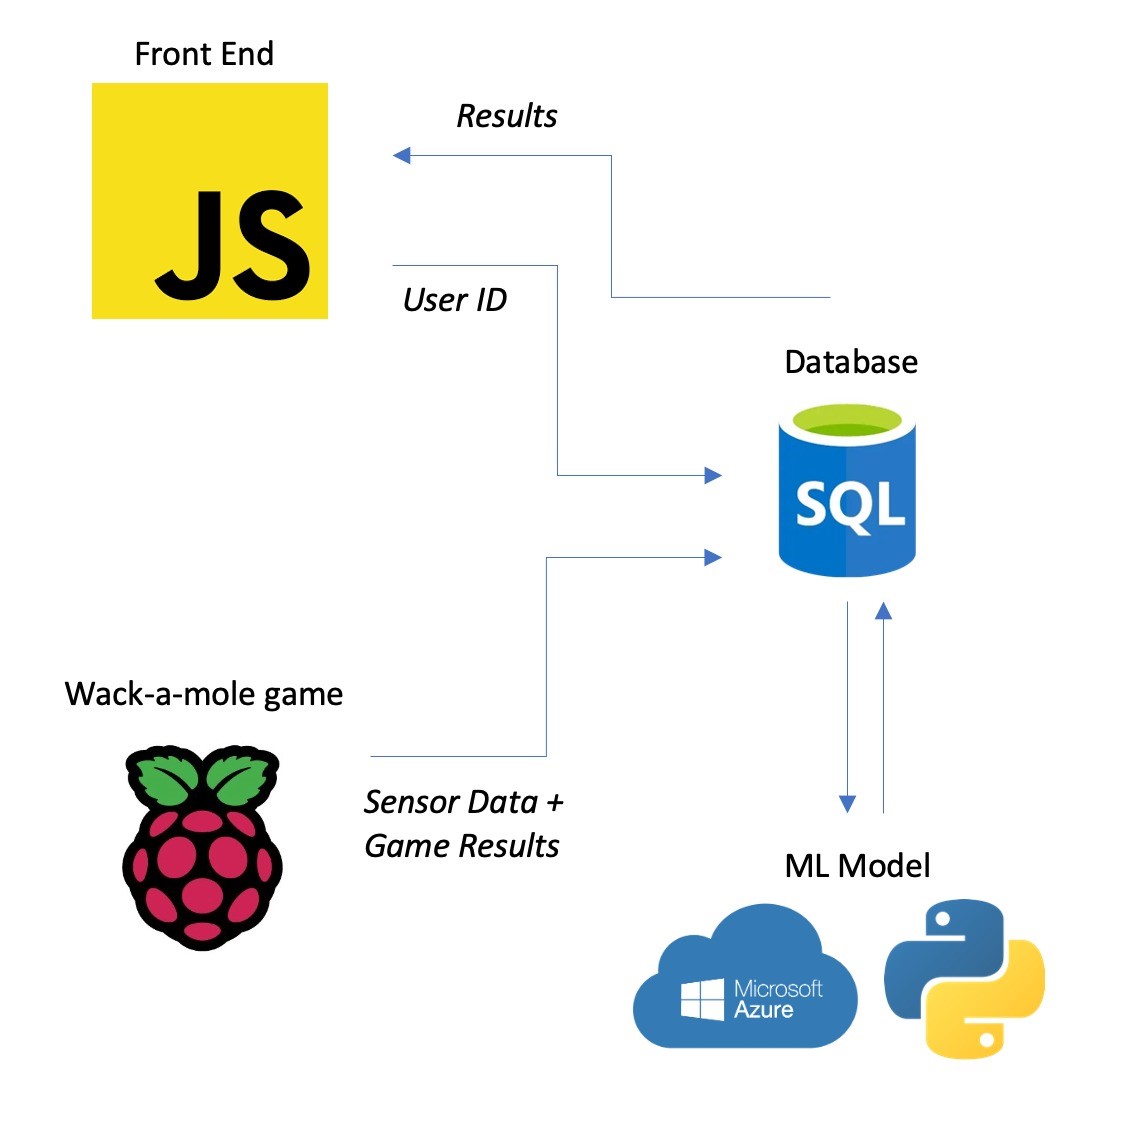 Front End
JS
Results
User ID
Database
SQL
Wack-a-mole game
Sensor Data +
Game Results
ML Model
Microsoft
Azure